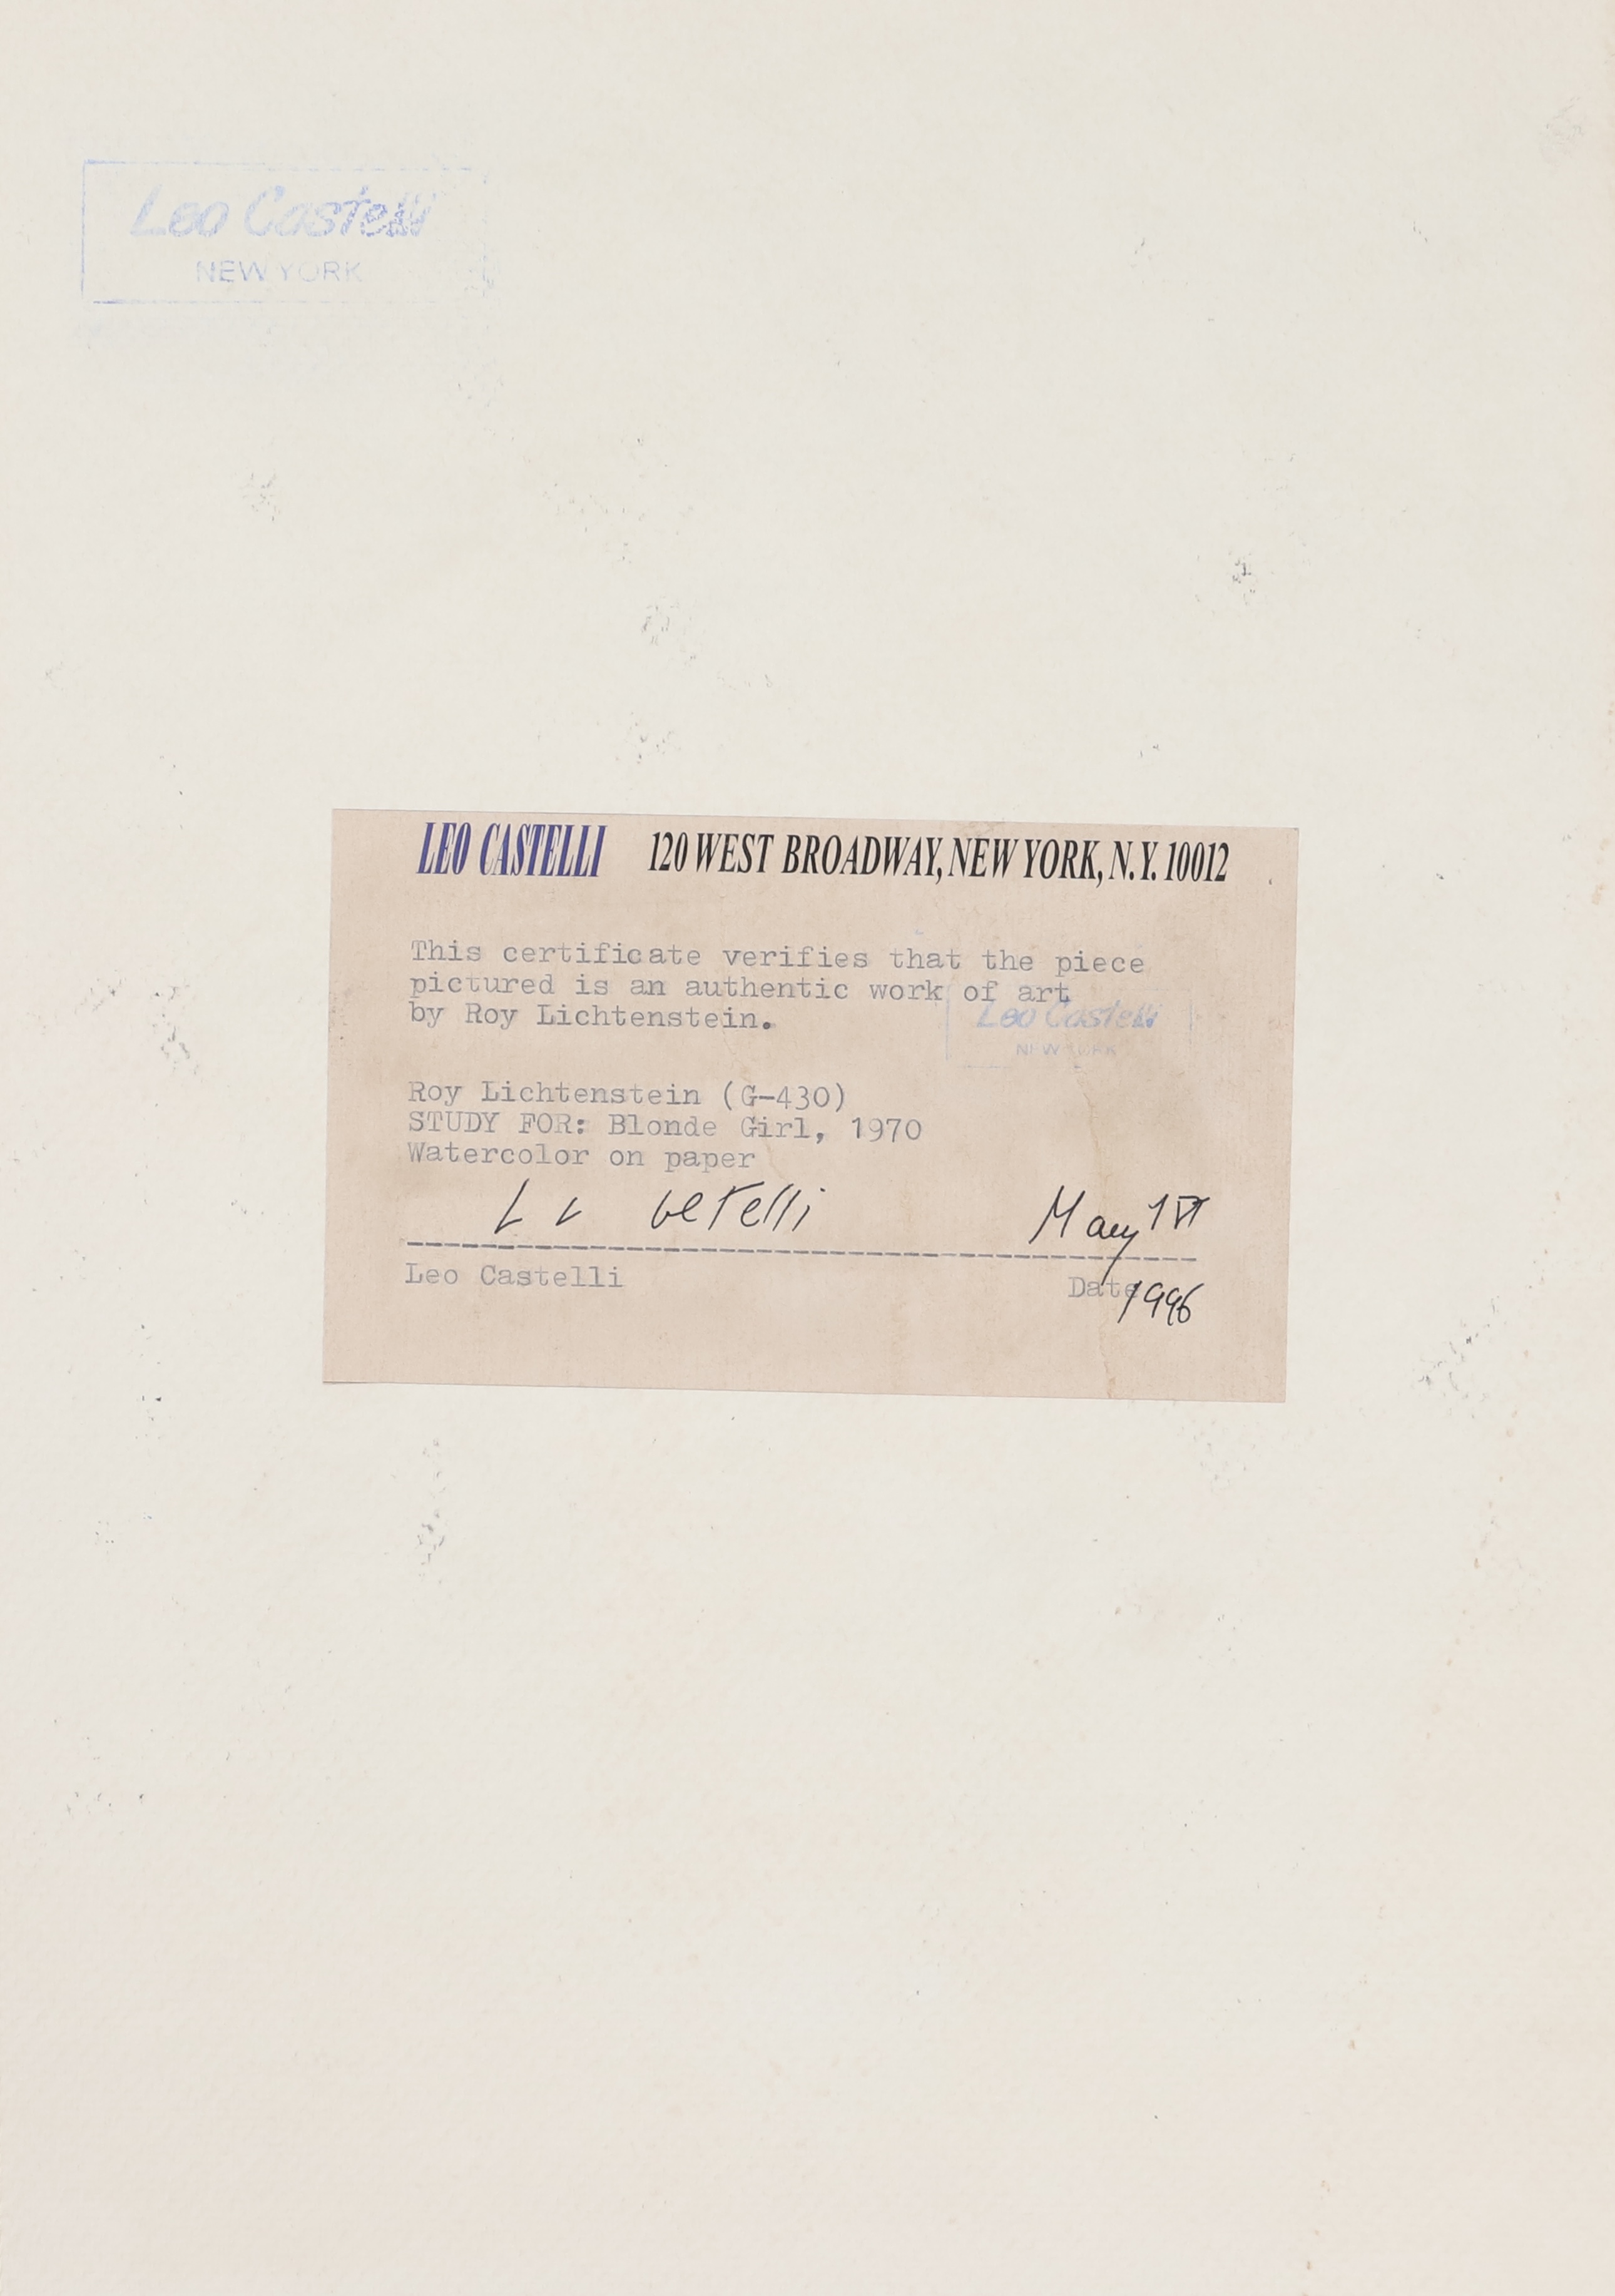 Leo Castelli
NEW YORK
LEO CASTELLI 120 WEST BROADWAY, NEW YORK, N.Y. 10012
This certificate verifies that the piece
pictured is an authentic work of art
by Roy Lichtenstein.
Leo Castelli
NEW YORK
Roy Lichtenstein (G-430)
STUDY FOR: Blonde Girl, 1970
Watercolor on paper
May 1st
Leo Castelli Date
1996